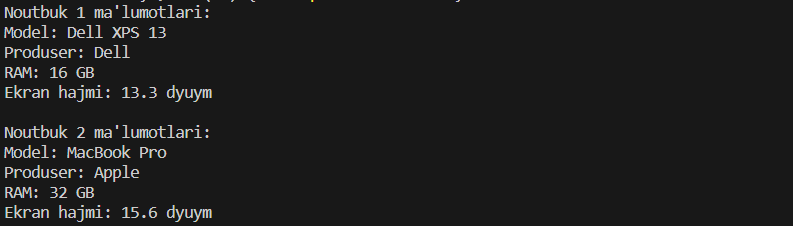 Noutbuk 1 ma'lumotlari:
Model: Dell XPS 13
Produser: Dell
RAM: 16 GB
Ekran hajmi: 13.3 dyuym
Noutbuk 2 ma'lumotlari:
Model: MacBook Pro
Produser: Apple
RAM: 32 GB
Ekran hajmi: 15.6 dyuym